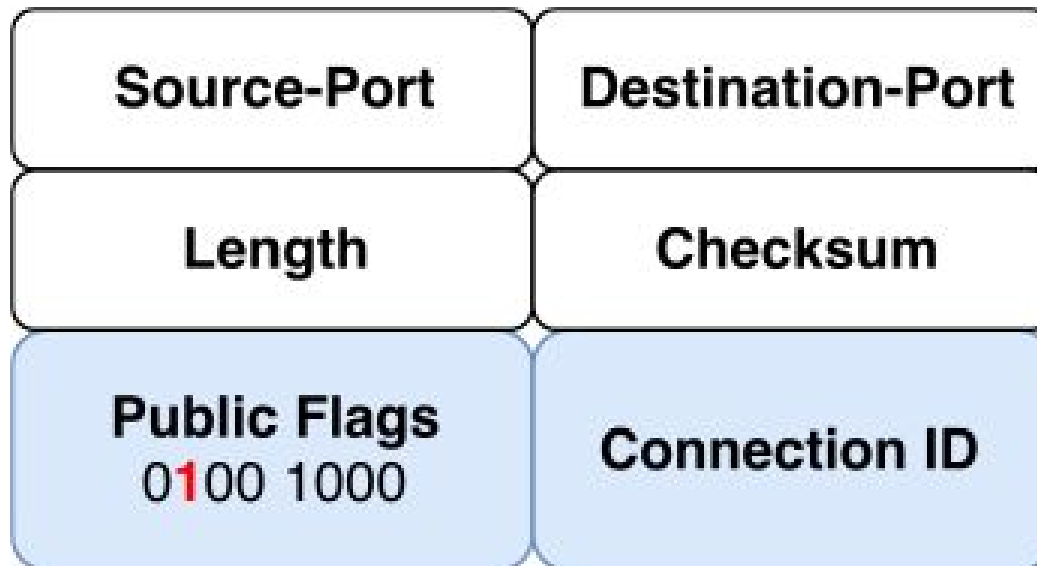 Source-Port
Destination-Port
Length
Checksum
Public Flags
0100 1000
Connection ID